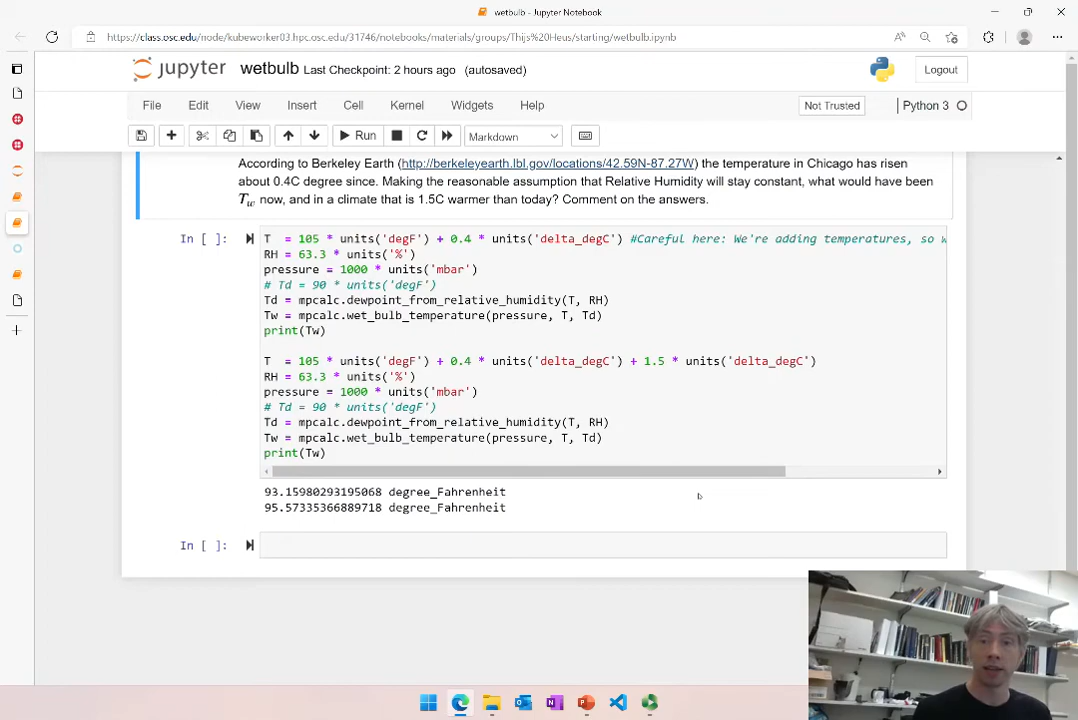 wetbulb - Jupyter Notebook
https://class.osc.edu/node/kubeworker03.hpc.osc.edu/31746/notebooks/materials/groups/Thijs%20Heus/starting/wetbulb.ipynb
jupyter wetbulb Last Checkpoint: 2 hours ago (autosaved)
Logout
File Edit View Insert Cell Kernel Widgets Help
Not Trusted
Python 3
Run
Markdown
According to Berkeley Earth (http://berkeleyearth.lbl.gov/locations/42.59N-87.27W) the temperature in Chicago has risen
about 0.4C degree since. Making the reasonable assumption that Relative Humidity will stay constant, what would have been
Tw now, and in a climate that is 1.5C warmer than today? Comment on the answers.
In [ ]:
T = 105 * units('degF') + 0.4 * units('delta_degC') #Careful here: We're adding temperatures, so w
RH = 63.3 * units('%')
pressure = 1000 * units('mbar')
# Td = 90 * units('degF')
Td = mpcalc.dewpoint_from_relative_humidity(T, RH)
Tw = mpcalc.wet_bulb_temperature(pressure, T, Td)
print(Tw)
T = 105 * units('degF') + 0.4 * units('delta_degC') + 1.5 * units('delta_degC')
RH = 63.3 * units('%')
pressure = 1000 * units('mbar')
# Td = 90 * units('degF')
Td = mpcalc.dewpoint_from_relative_humidity(T, RH)
Tw = mpcalc.wet_bulb_temperature(pressure, T, Td)
print(Tw)
93.15980293195068 degree_Fahrenheit
95.57335366889718 degree_Fahrenheit
In [ ]: